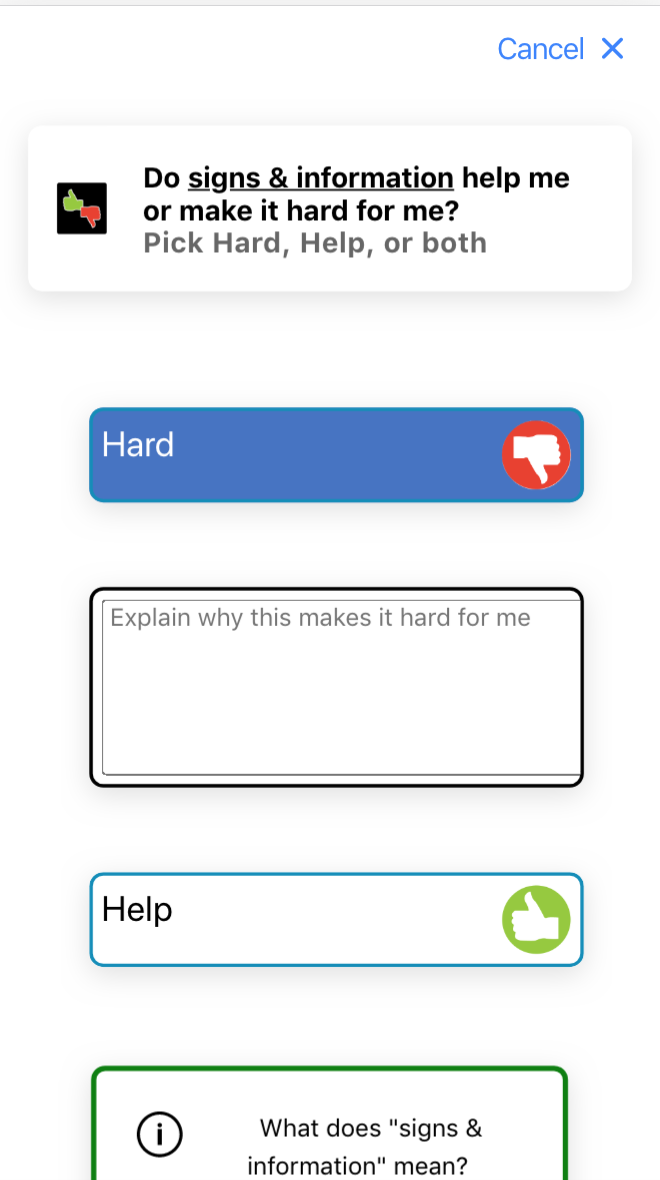 Cancel ✕
Do signs & information help me
or make it hard for me?
Pick Hard, Help, or both
Hard
Explain why this makes it hard for me
Help
What does "signs &
information" mean?